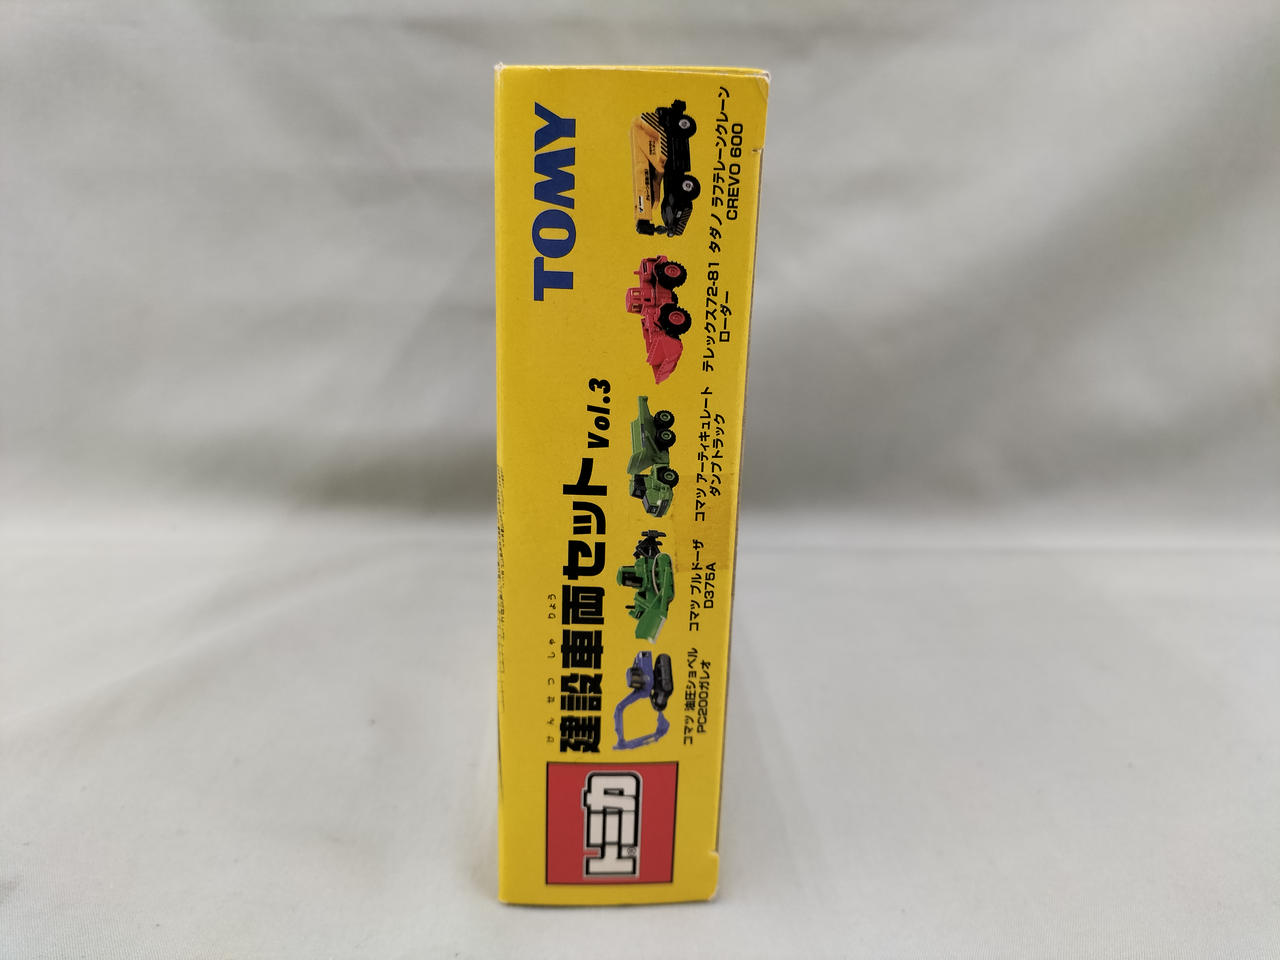 トミカ®
けんせつしゃりょう
建設車両セット Vol.3
TOMY
コマツ 油圧ショベル
PC200ガレオ
コマツ ブルドーザ
D375A
コマツ アーティキュレート
ダンプトラック
テレックス72-81
ローダー
タダノ ラフテレーンクレーン
CREVO 600